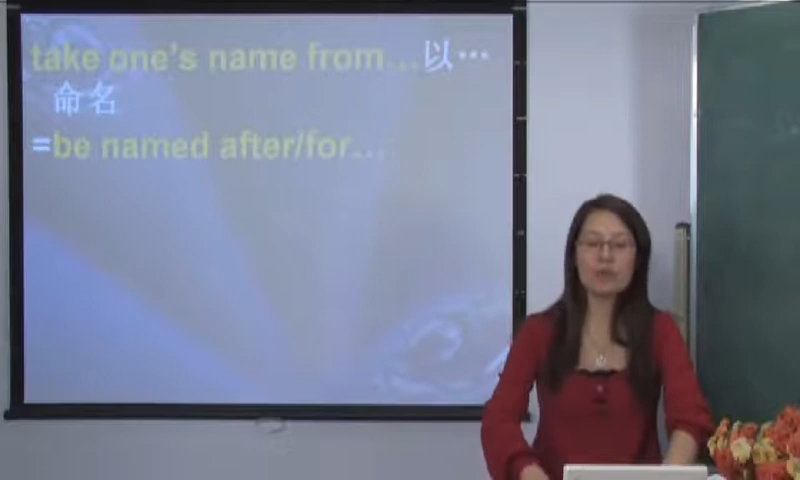 take one's name from…以…
命名
=be named after/for…